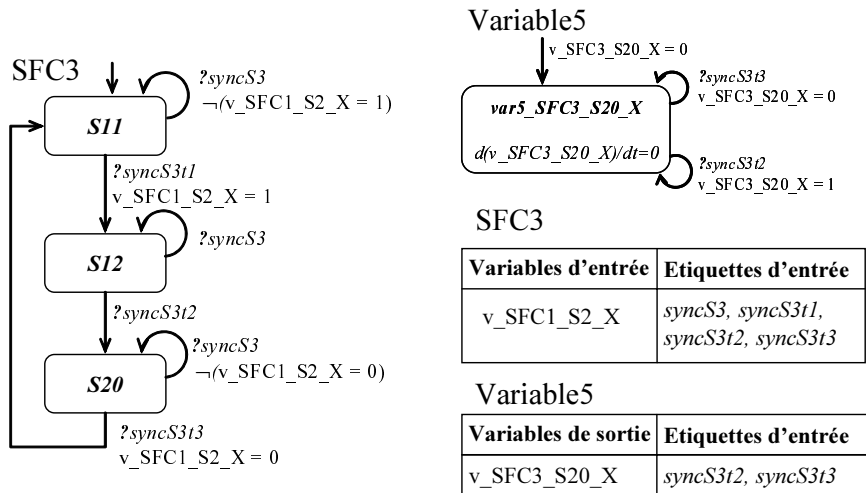 SFC3
?syncS3
¬(v_SFC1_S2_X = 1)
S11
?syncS3t1
v_SFC1_S2_X = 1
?syncS3
S12
?syncS3t2
?syncS3
¬(v_SFC1_S2_X = 0)
S20
?syncS3t3
v_SFC1_S2_X = 0
Variable5
v_SFC3_S20_X = 0
?syncS3t3
v_SFC3_S20_X = 0
var5_SFC3_S20_X
d(v_SFC3_S20_X)/dt=0
?syncS3t2
v_SFC3_S20_X = 1
SFC3
Variables d’entrée Etiquettes d’entrée
v_SFC1_S2_X syncS3, syncS3t1,
syncS3t2, syncS3t3
Variable5
Variables de sortie Etiquettes d’entrée
v_SFC3_S20_X syncS3t2, syncS3t3